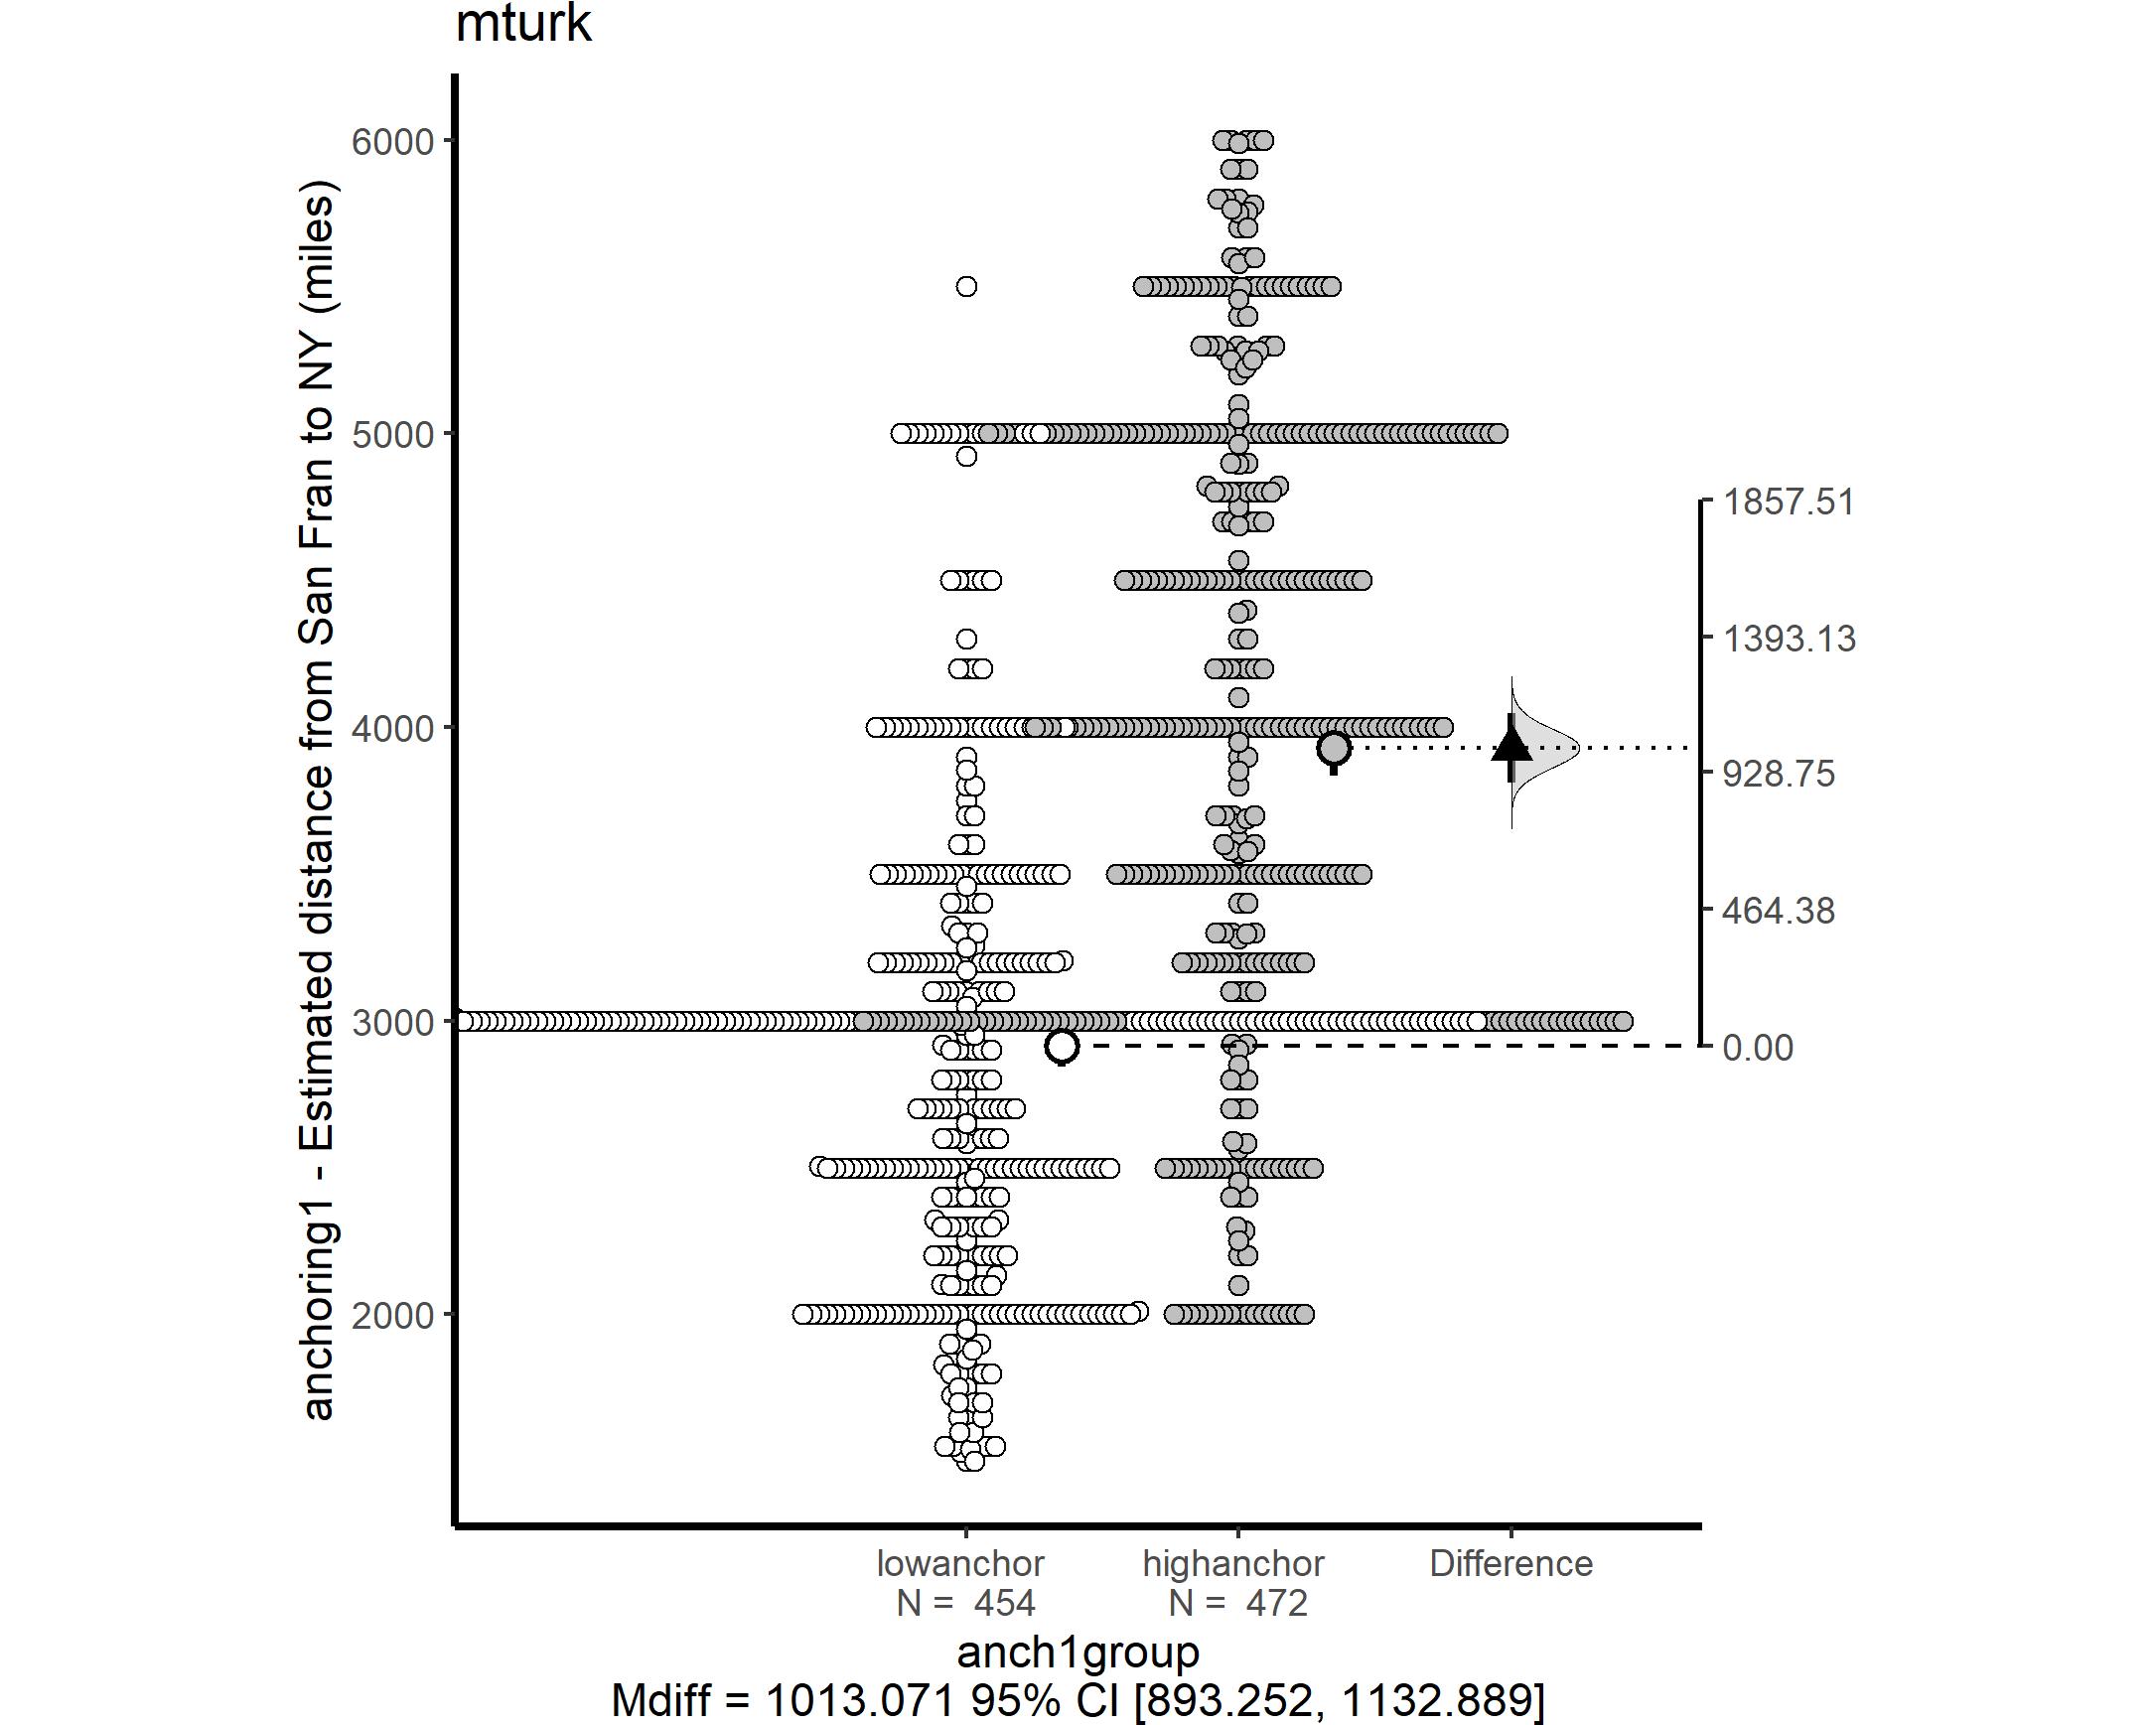 mturk
anchoring1 - Estimated distance from San Fran to NY (miles)
6000
5000
4000
3000
2000
1857.51
1393.13
928.75
464.38
0.00
lowanchor
N =  454
highanchor
N =  472
Difference
anch1group
Mdiff = 1013.071 95% CI [893.252, 1132.889]